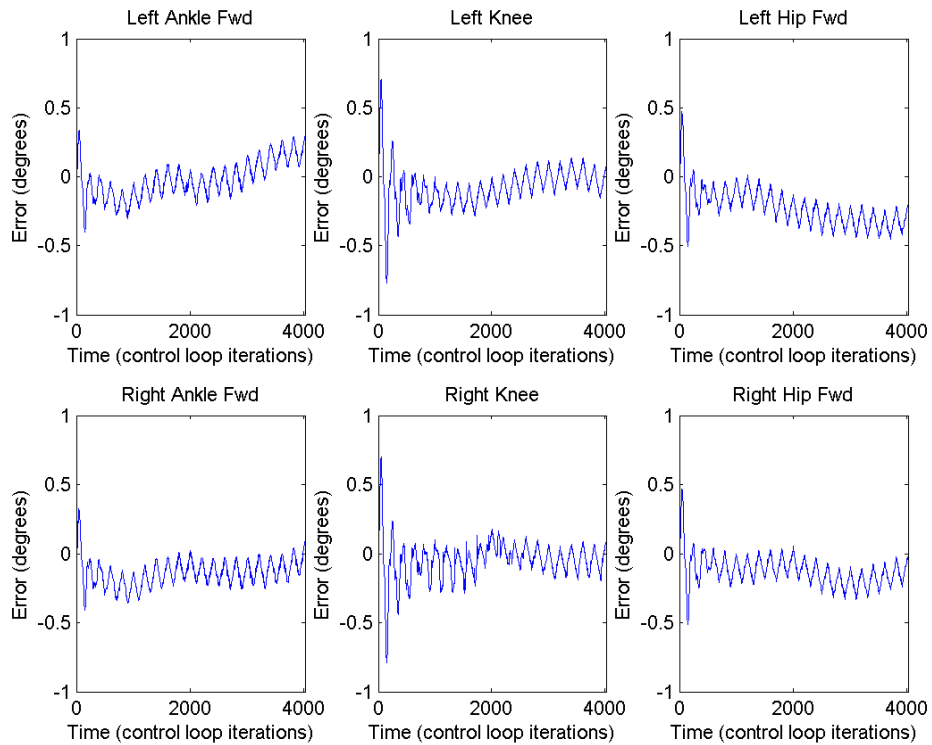 Left Ankle Fwd
1
0.5
0
-0.5
-1
Error (degrees)
0 2000 4000
Time (control loop iterations)
Left Knee
1
0.5
0
-0.5
-1
Error (degrees)
0 2000 4000
Time (control loop iterations)
Left Hip Fwd
1
0.5
0
-0.5
-1
Error (degrees)
0 2000 4000
Time (control loop iterations)
Right Ankle Fwd
1
0.5
0
-0.5
-1
Error (degrees)
0 2000 4000
Time (control loop iterations)
Right Knee
1
0.5
0
-0.5
-1
Error (degrees)
0 2000 4000
Time (control loop iterations)
Right Hip Fwd
1
0.5
0
-0.5
-1
Error (degrees)
0 2000 4000
Time (control loop iterations)